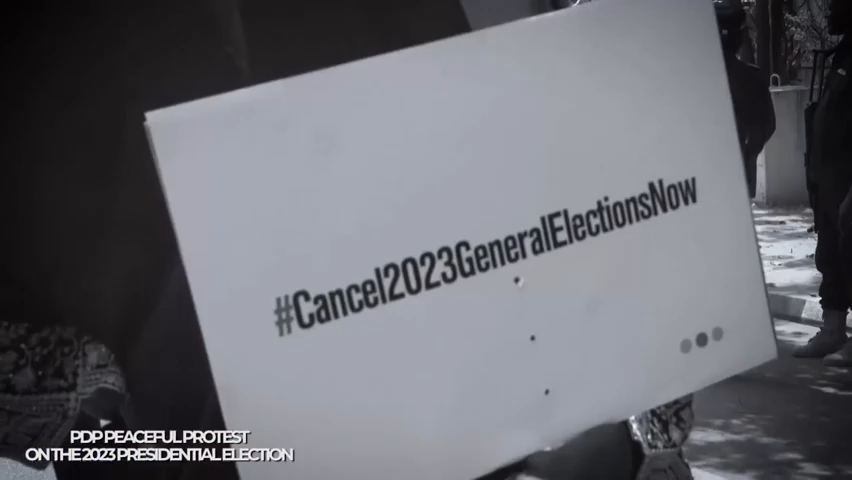 #Cancel2023GeneralElectionsNow
PDP PEACEFUL PROTEST
ON THE 2023 PRESIDENTIAL ELECTION